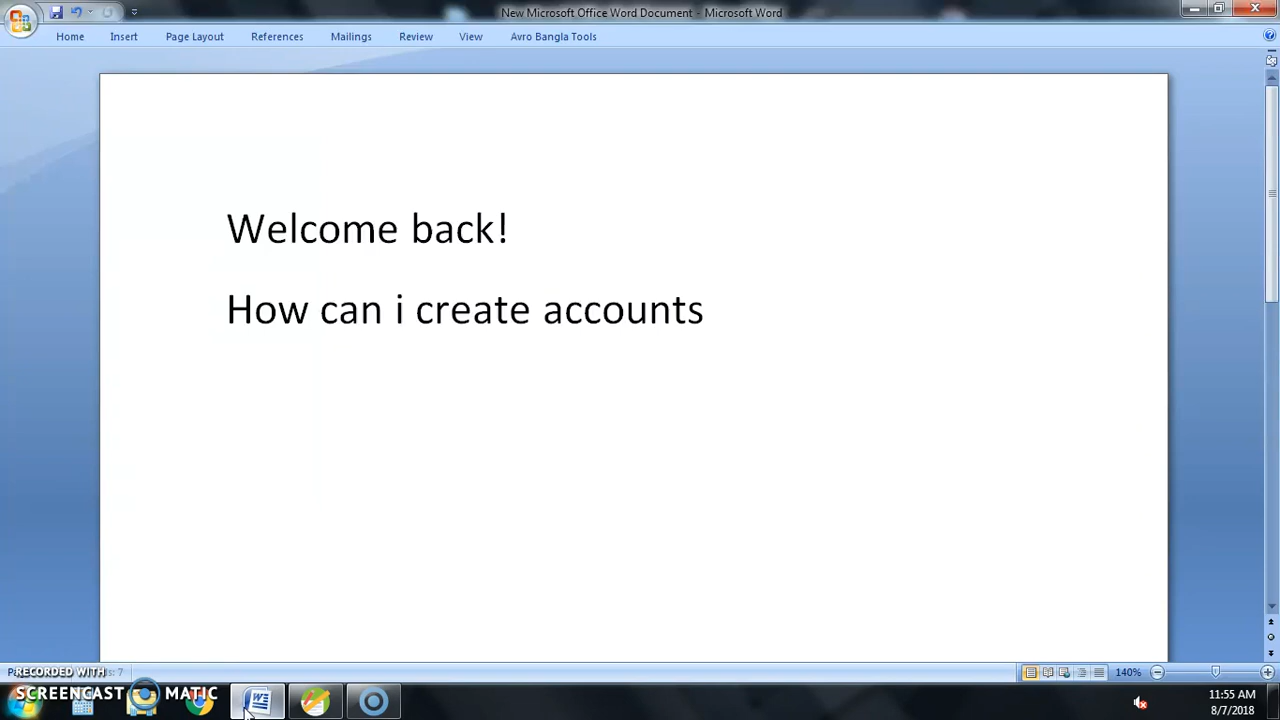 New Microsoft Office Word Document - Microsoft Word
Home Insert Page Layout References Mailings Review View Avro Bangla Tools
Welcome back!
How can i create accounts
: 7
140%
RECORDED WITH
SCREENCAST MATIC
11:55 AM
8/7/2018